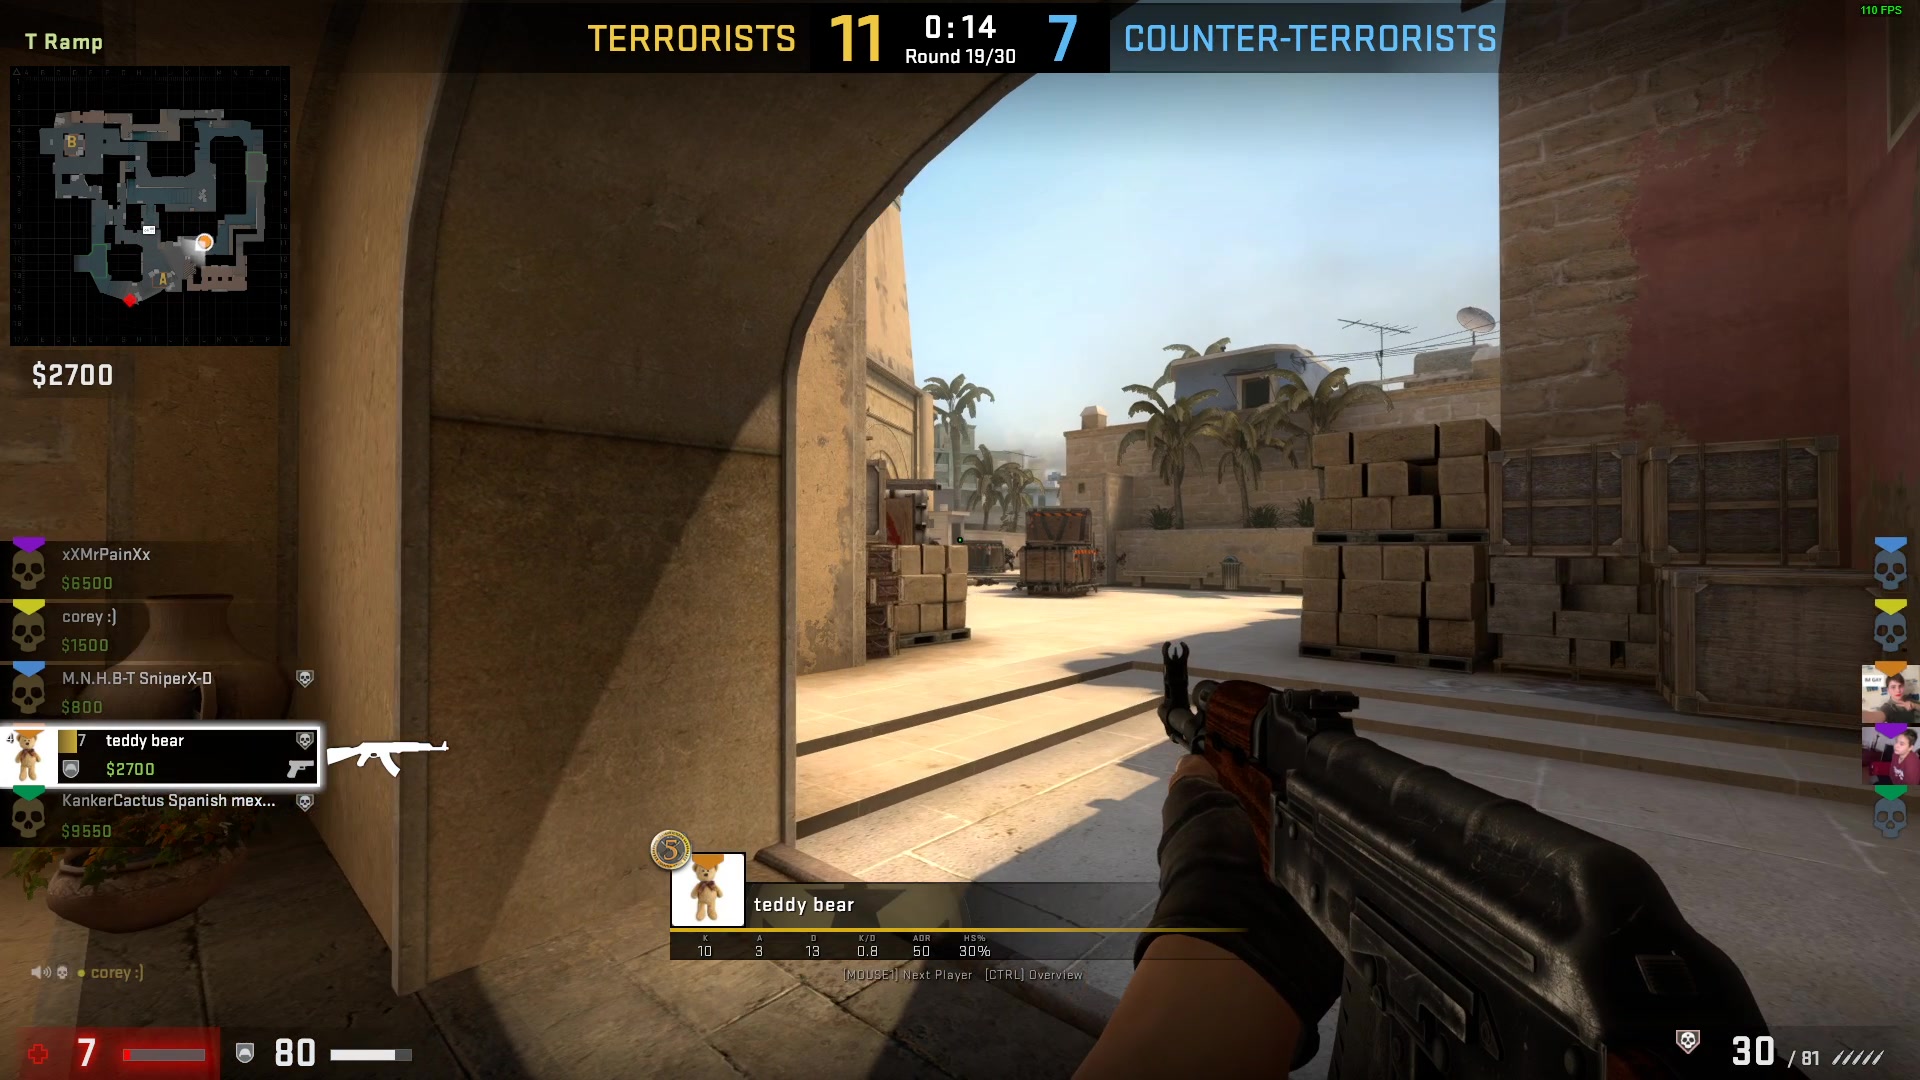 110 FPS
T Ramp
TERRORISTS 11 0:14 7 COUNTER-TERRORISTS
Round 19/30
B
A
$2700
xXMrPainXx
$6500
corey :)
$1500
M.N.H.B-T SniperX-D
$800
4 7 teddy bear
$2700
KankerCactus Spanish mex...
$9550
5
teddy bear
K A D K/D ADR HS%
10 3 13 0.8 50 30%
[MOUSE1] Next Player [CTRL] Overview
corey :)
7 80
30 / 81